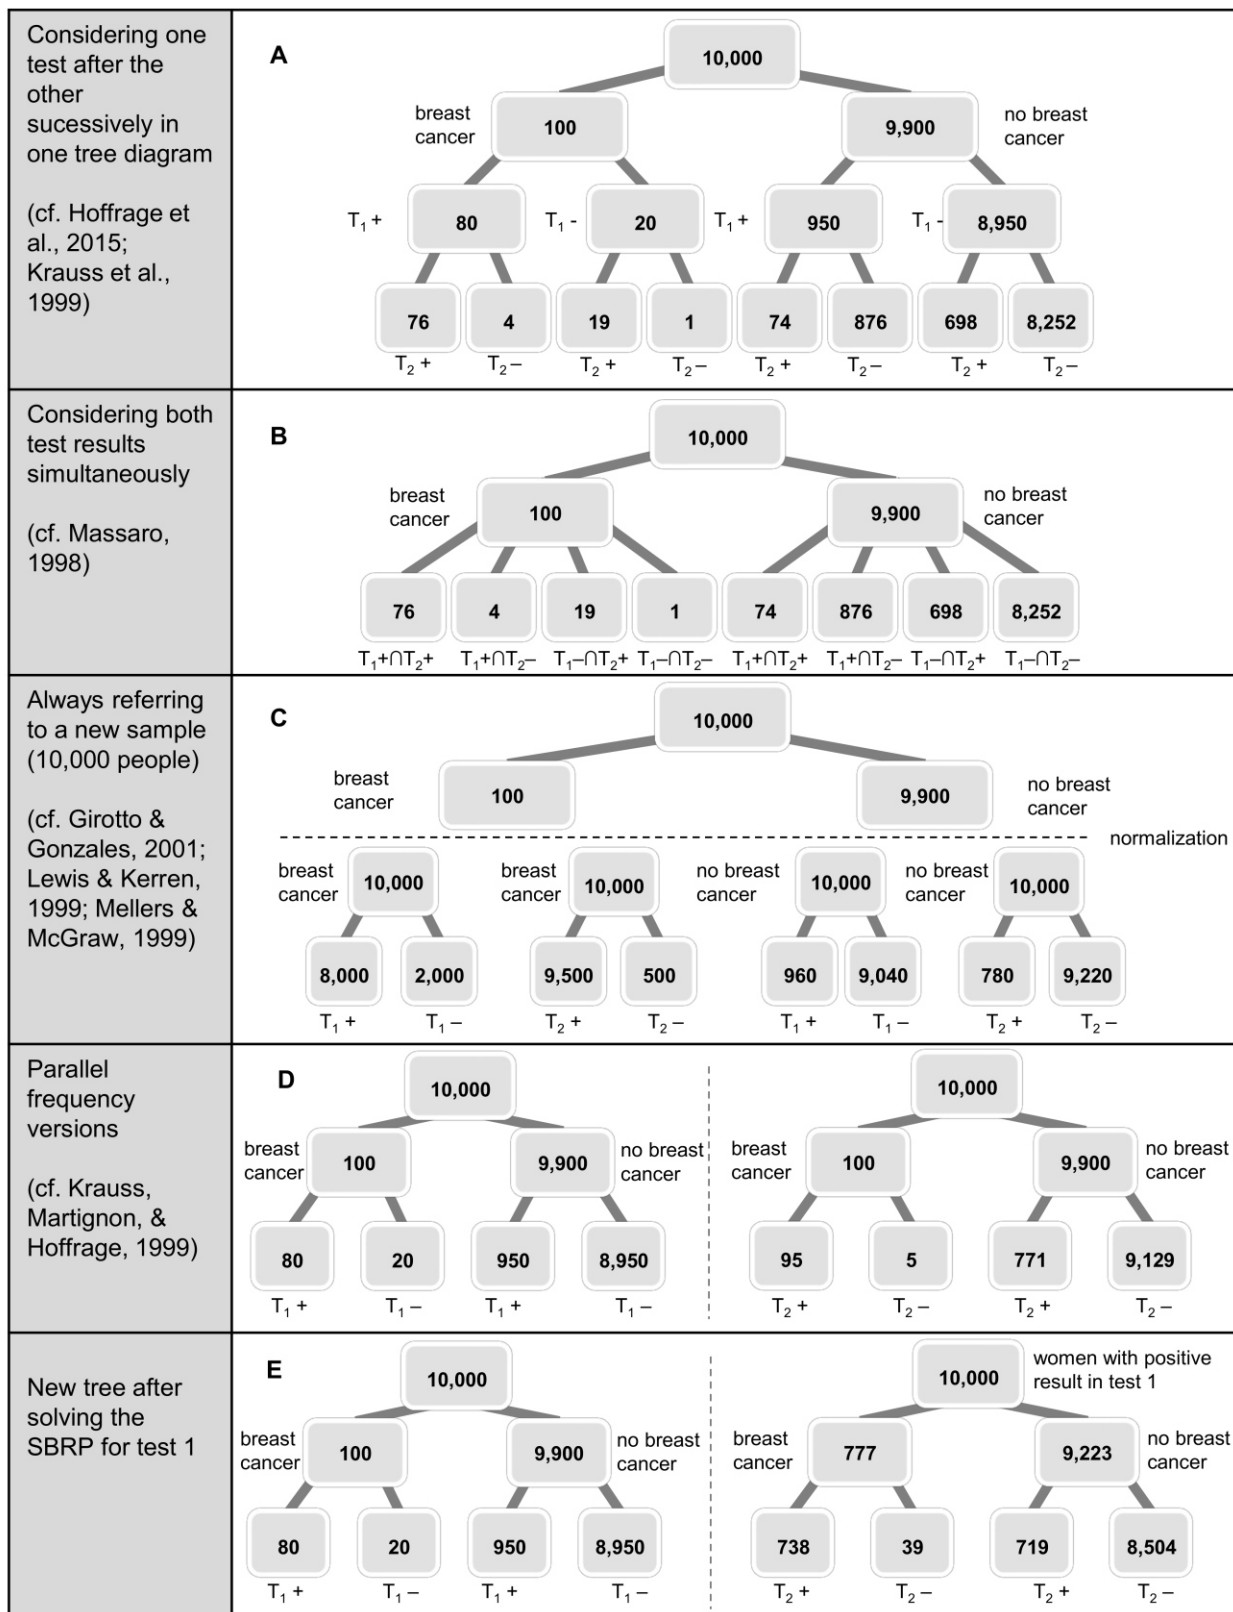 Considering one
test after the
other
sucessively in
one tree diagram
(cf. Hoffrage et
al., 2015;
Krauss et al.,
1999)
A
10,000
breast
cancer
100
9,900
no breast
cancer
T₁ +
80
T₁ -
20
T₁ +
950
T₁ -
8,950
76
4
19
1
74
876
698
8,252
T₂ +
T₂ –
T₂ +
T₂ –
T₂ +
T₂ –
T₂ +
T₂ –
Considering both
test results
simultaneously
(cf. Massaro,
1998)
B
10,000
breast
cancer
100
9,900
no breast
cancer
76
4
19
1
74
876
698
8,252
T₁+∩T₂+
T₁+∩T₂–
T₁–∩T₂+
T₁–∩T₂–
T₁+∩T₂+
T₁+∩T₂–
T₁–∩T₂+
T₁–∩T₂–
Always referring
to a new sample
(10,000 people)
(cf. Girotto &
Gonzales, 2001;
Lewis & Kerren,
1999; Mellers &
McGraw, 1999)
C
10,000
breast
cancer
100
9,900
no breast
cancer
normalization
breast
cancer
10,000
breast
cancer
10,000
no breast
cancer
10,000
no breast
cancer
10,000
8,000
2,000
9,500
500
960
9,040
780
9,220
T₁ +
T₁ –
T₂ +
T₂ –
T₁ +
T₁ –
T₂ +
T₂ –
Parallel
frequency
versions
(cf. Krauss,
Martignon, &
Hoffrage, 1999)
D
10,000
breast
cancer
100
9,900
no breast
cancer
80
20
950
8,950
T₁ +
T₁ –
T₁ +
T₁ –
10,000
breast
cancer
100
9,900
no breast
cancer
95
5
771
9,129
T₂ +
T₂ –
T₂ +
T₂ –
New tree after
solving the
SBRP for test 1
E
10,000
breast
cancer
100
9,900
no breast
cancer
80
20
950
8,950
T₁ +
T₁ –
T₁ +
T₁ –
10,000
women with positive
result in test 1
breast
cancer
777
9,223
no breast
cancer
738
39
719
8,504
T₂ +
T₂ –
T₂ +
T₂ –